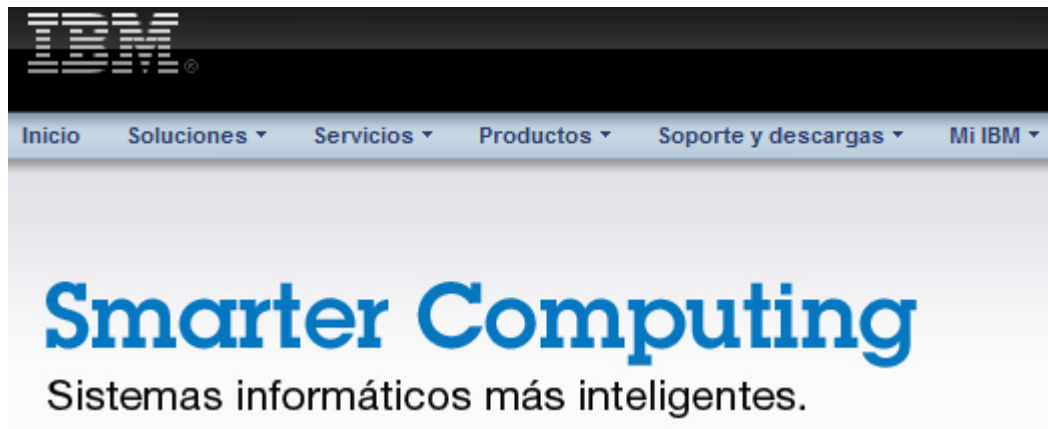 IBM®
Inicio Soluciones Servicios Productos Soporte y descargas Mi IBM
Smarter Computing
Sistemas informáticos más inteligentes.